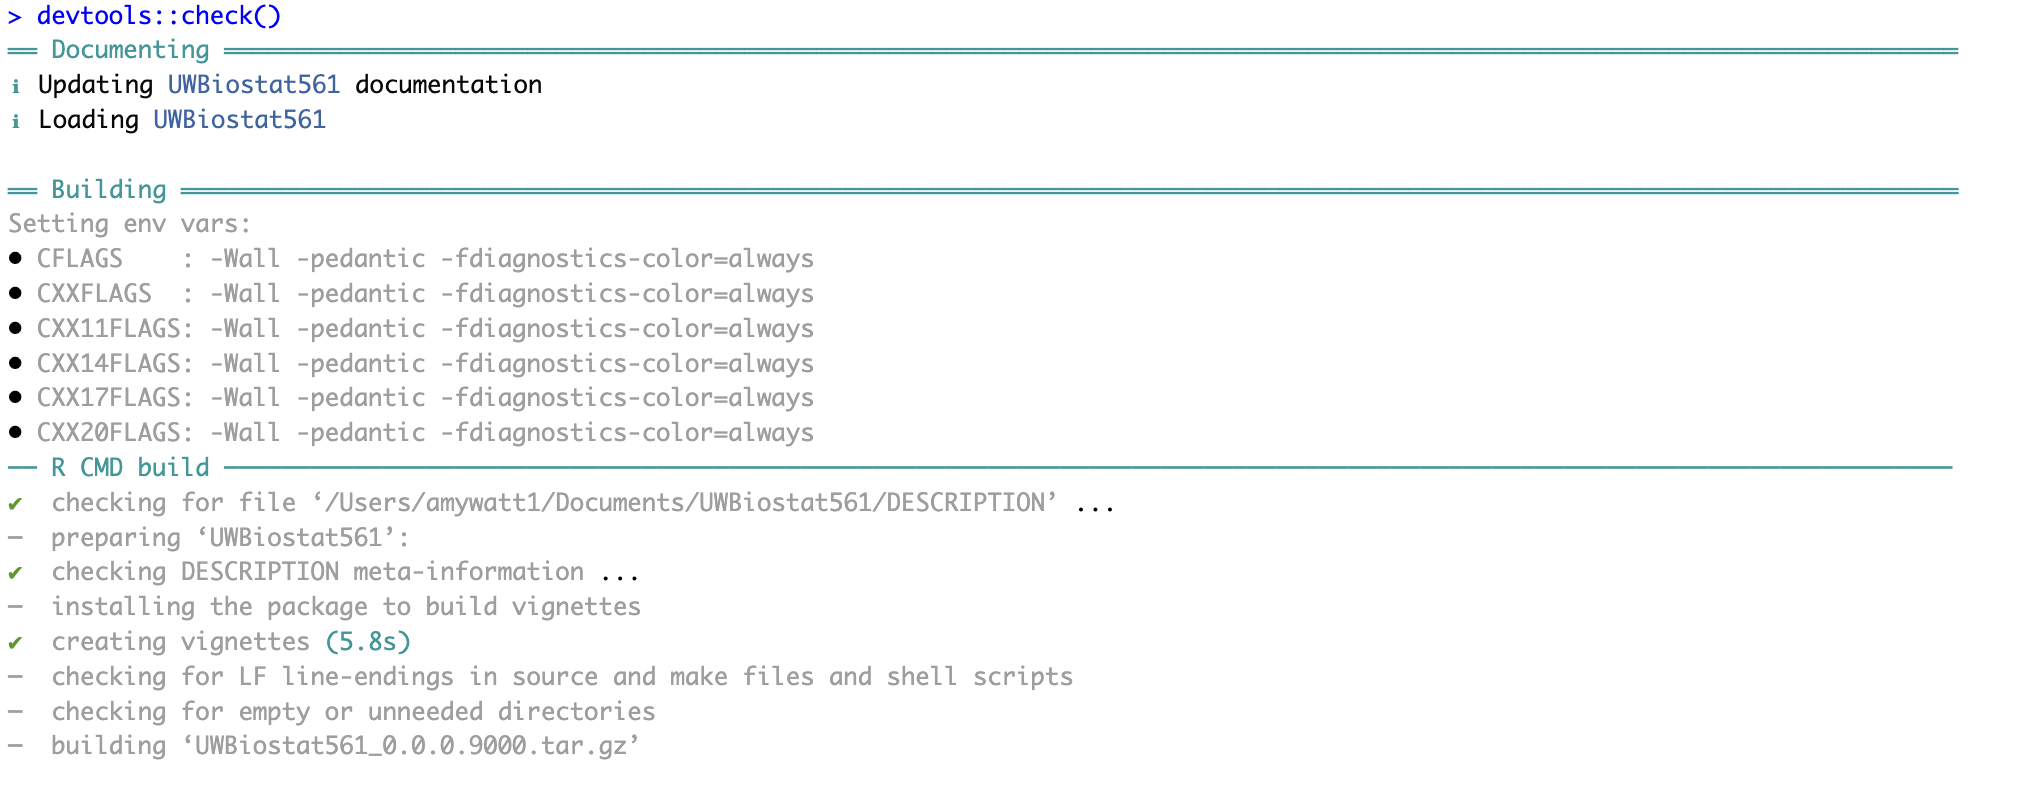 > devtools::check()
══ Documenting ══════════════════════════════════════════════════════════════════════
ℹ Updating UWBiostat561 documentation
ℹ Loading UWBiostat561
══ Building ═════════════════════════════════════════════════════════════════════════
Setting env vars:
● CFLAGS    : -Wall -pedantic -fdiagnostics-color=always
● CXXFLAGS  : -Wall -pedantic -fdiagnostics-color=always
● CXX11FLAGS: -Wall -pedantic -fdiagnostics-color=always
● CXX14FLAGS: -Wall -pedantic -fdiagnostics-color=always
● CXX17FLAGS: -Wall -pedantic -fdiagnostics-color=always
● CXX20FLAGS: -Wall -pedantic -fdiagnostics-color=always
── R CMD build ──────────────────────────────────────────────────────────────────────
✔  checking for file ‘/Users/amywatt1/Documents/UWBiostat561/DESCRIPTION’ ...
─  preparing ‘UWBiostat561’:
✔  checking DESCRIPTION meta-information ...
─  installing the package to build vignettes
✔  creating vignettes (5.8s)
─  checking for LF line-endings in source and make files and shell scripts
─  checking for empty or unneeded directories
─  building ‘UWBiostat561_0.0.0.9000.tar.gz’